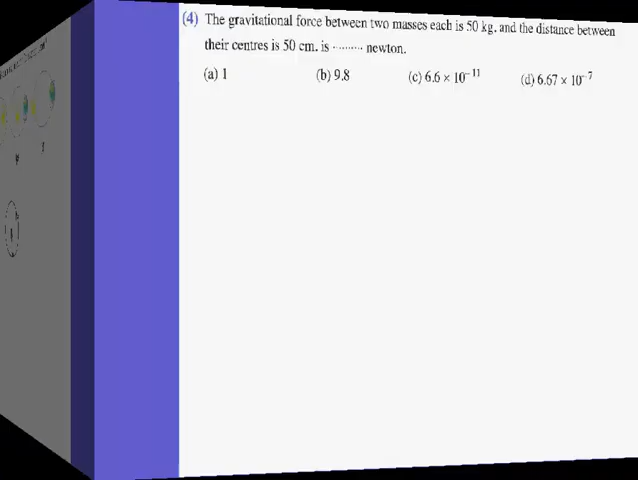 (4) The gravitational force between two masses each is 50 kg. and the distance between
their centres is 50 cm. is ········· newton.
(a) 1 (b) 9.8 (c) 6.6 × 10⁻¹¹ (d) 6.67 × 10⁻⁷